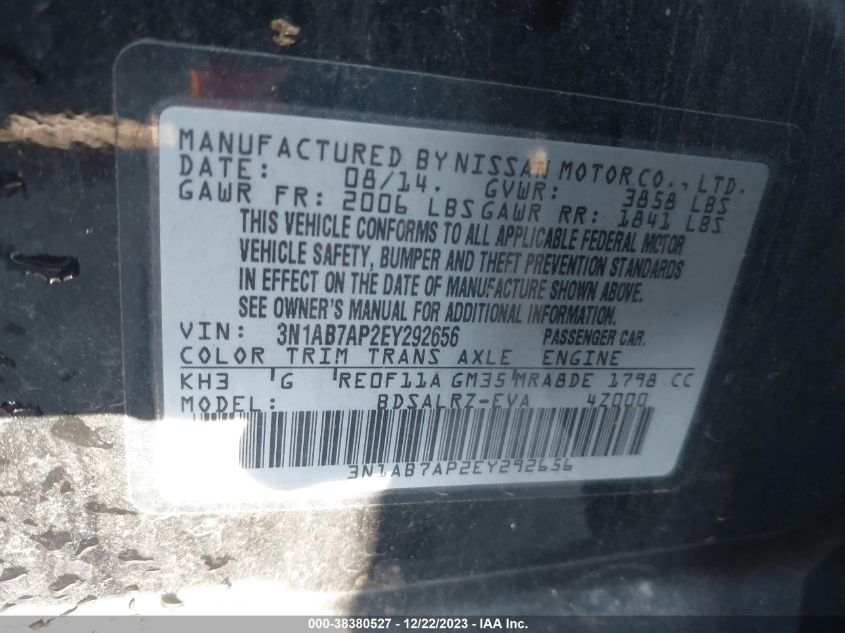 MANUFACTURED BY NISSAN MOTOR CO., LTD.
DATE: 08/14. GVWR: 3858 LBS
GAWR FR: 2006 LBS GAWR RR: 1841 LBS
THIS VEHICLE CONFORMS TO ALL APPLICABLE FEDERAL MOTOR
VEHICLE SAFETY, BUMPER AND THEFT PREVENTION STANDARDS
IN EFFECT ON THE DATE OF MANUFACTURE SHOWN ABOVE.
SEE OWNER'S MANUAL FOR ADDITIONAL INFORMATION.
VIN: 3N1AB7AP2EY292656 PASSENGER CAR.
COLOR TRIM TRANS AXLE ENGINE
KH3 G RE0F11A GM35 MRA8DE 1798 CC
MODEL: BDSALRZ-EVA 4Z000
3N1AB7AP2EY292656
000-38380527 - 12/22/2023 - COPYRIGHT IAA, INC.